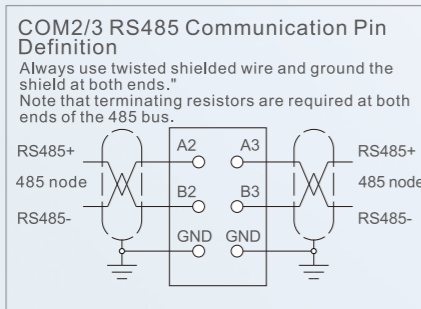 COM2/3 RS485 Communication Pin
Definition
Always use twisted shielded wire and ground the
shield at both ends."
Note that terminating resistors are required at both
ends of the 485 bus.
A2 A3
RS485+ RS485+
485 node 485 node
B2 B3
RS485- RS485-
GND GND